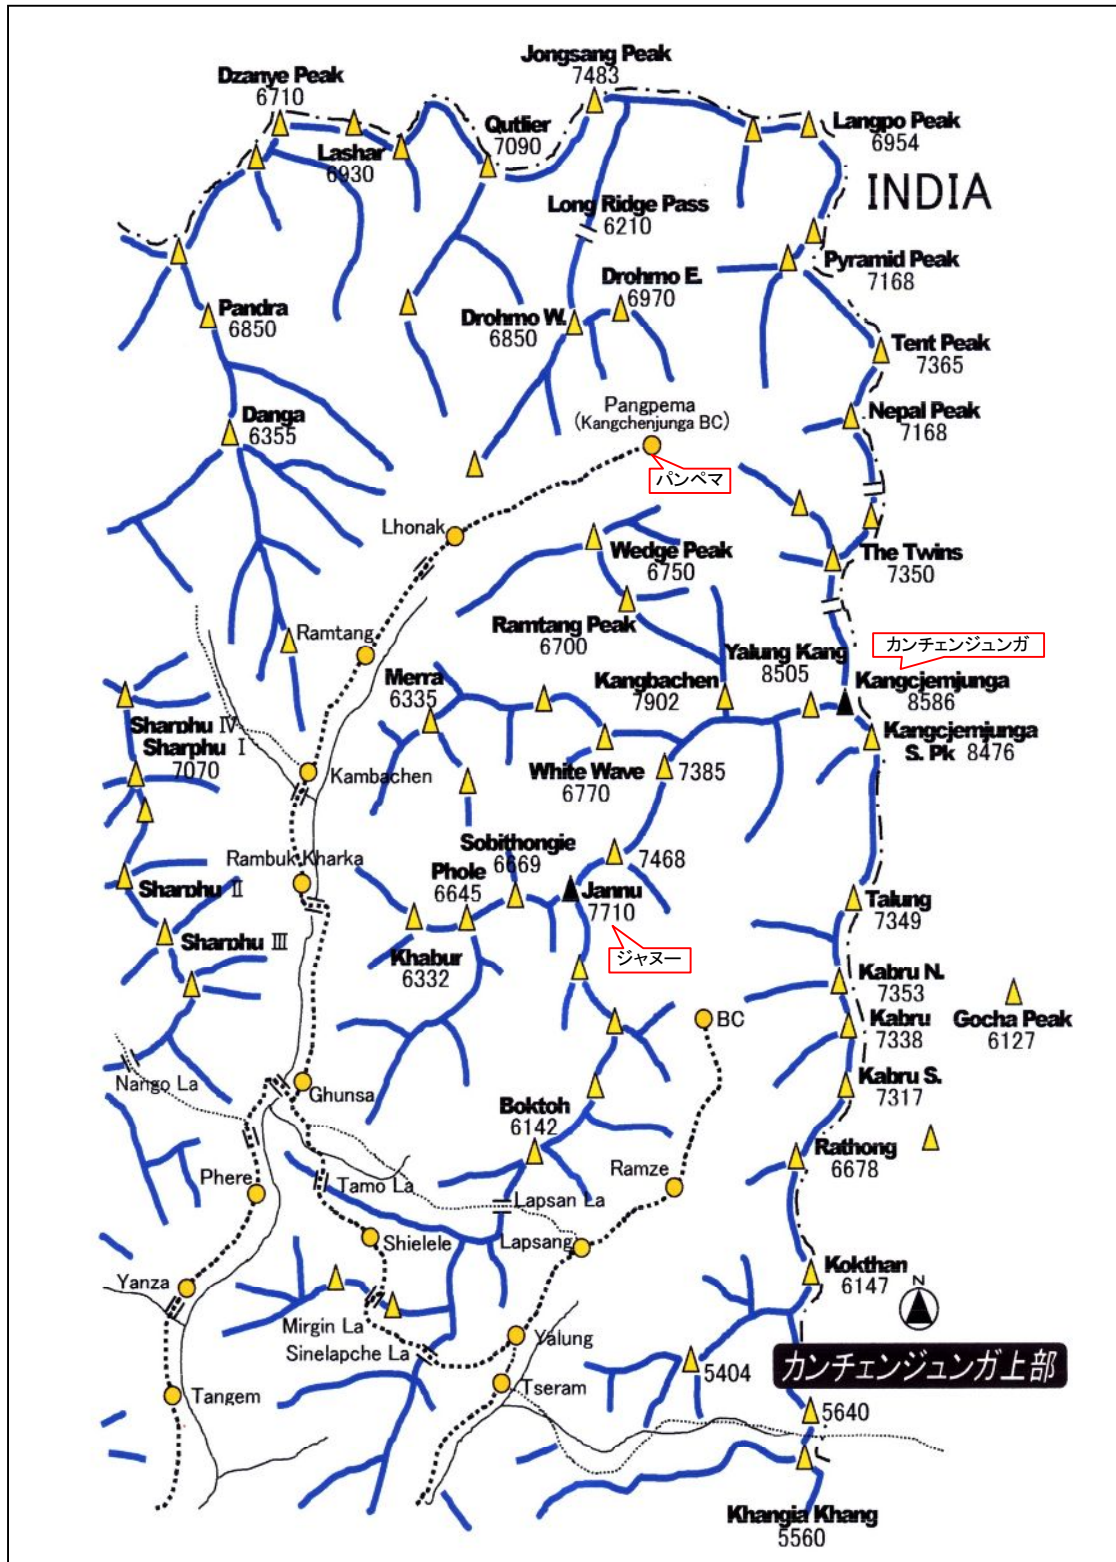 Jongsang Peak
7483
Dzanye Peak
6710
Qutlier
7090
Langpo Peak
6954
Lashar
6930
INDIA
Long Ridge Pass
6210
Pyramid Peak
7168
Drohmo E.
6970
Pandra
6850
Drohmo W.
6850
Tent Peak
7365
Pangpema
(Kangchenjunga BC)
Nepal Peak
7168
Danga
6355
パンペマ
Lhonak
Wedge Peak
6750
The Twins
7350
Ramtang Peak
6700
Ramtang
カンチェンジュンガ
Yalung Kang
8505
Merra
6335
Kangbachen
7902
Kangcjemjunga
8586
Sharphu Ⅳ
Sharphu Ⅰ
7070
Kangcjemjunga
S. Pk 8476
Kambachen
White Wave
6770
7385
Sobithongie
6669
7468
Rambuk Kharka
Phole
6645
Sharphu Ⅱ
Jannu
7710
Talung
7349
Sharphu Ⅲ
Khabur
6332
ジャヌー
Kabru N.
7353
BC
Kabru
7338
Gocha Peak
6127
Nango La
Ghunsa
Kabru S.
7317
Boktoh
6142
Rathong
6678
Ramze
Phere
Tamo La
Lapsan La
Shielele
Lapsang
Yanza
Kokthan
6147
N
Mirgin La
Sinelapche La
Yalung
カンチェンジュンガ上部
5404
Tangem
Tseram
5640
Khangia Khang
5560